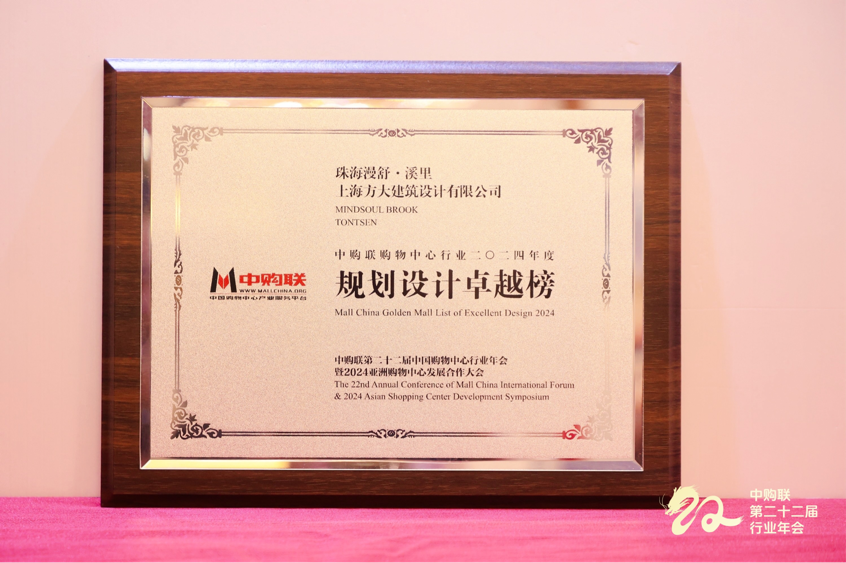 珠海漫舒·溪里
上海方大建筑设计有限公司
MINDSOUL BROOK
TONTSEN
中购联购物中心行业二〇二四年度
规划设计卓越榜
Mall China Golden Mall List of Excellent Design 2024
中购联
WWW.MALLCHINA.ORG
中国购物中心产业服务平台
中购联第二十二届中国购物中心行业年会
暨2024亚洲购物中心发展合作大会
The 22nd Annual Conference of Mall China International Forum
& 2024 Asian Shopping Center Development Symposium
中购联
第二十二届
行业年会